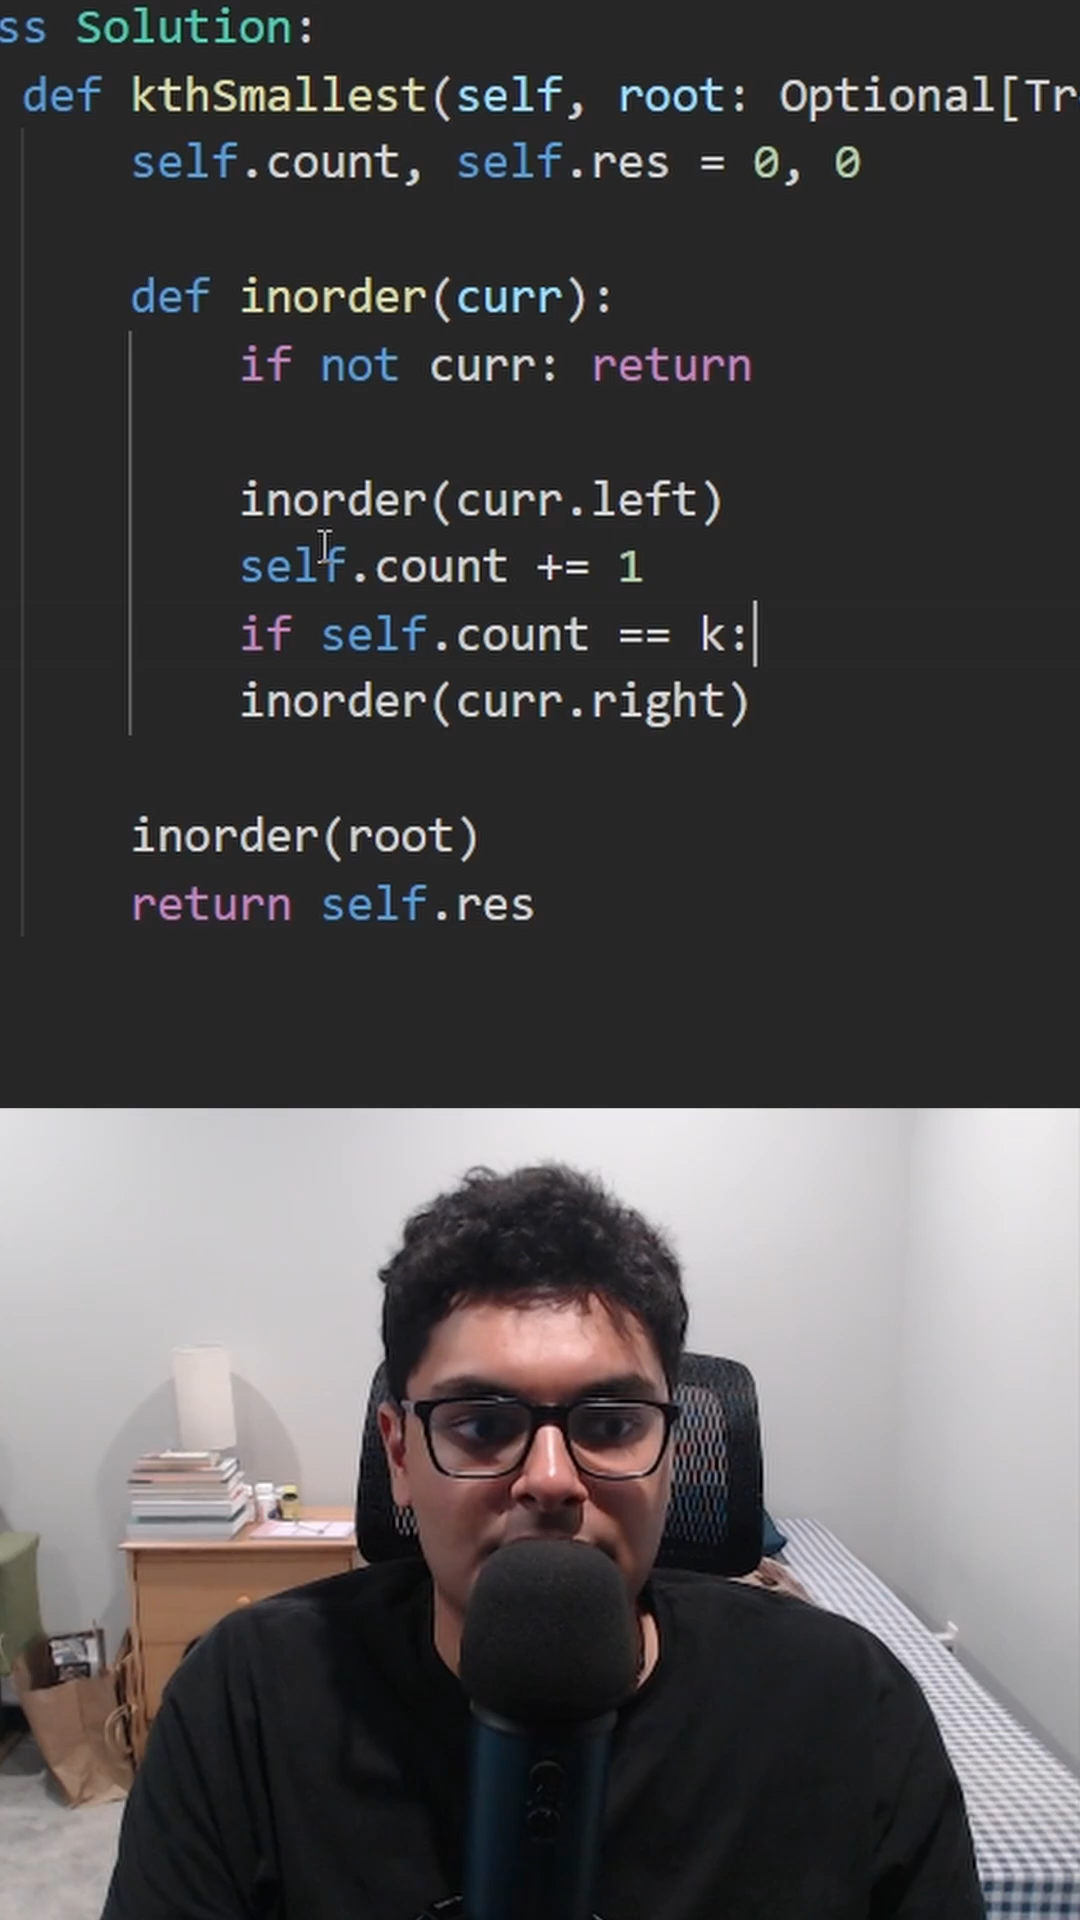 ss Solution:
def kthSmallest(self, root: Optional[Tr
self.count, self.res = 0, 0
def inorder(curr):
if not curr: return
inorder(curr.left)
self.count += 1
if self.count == k:
inorder(curr.right)
inorder(root)
return self.res